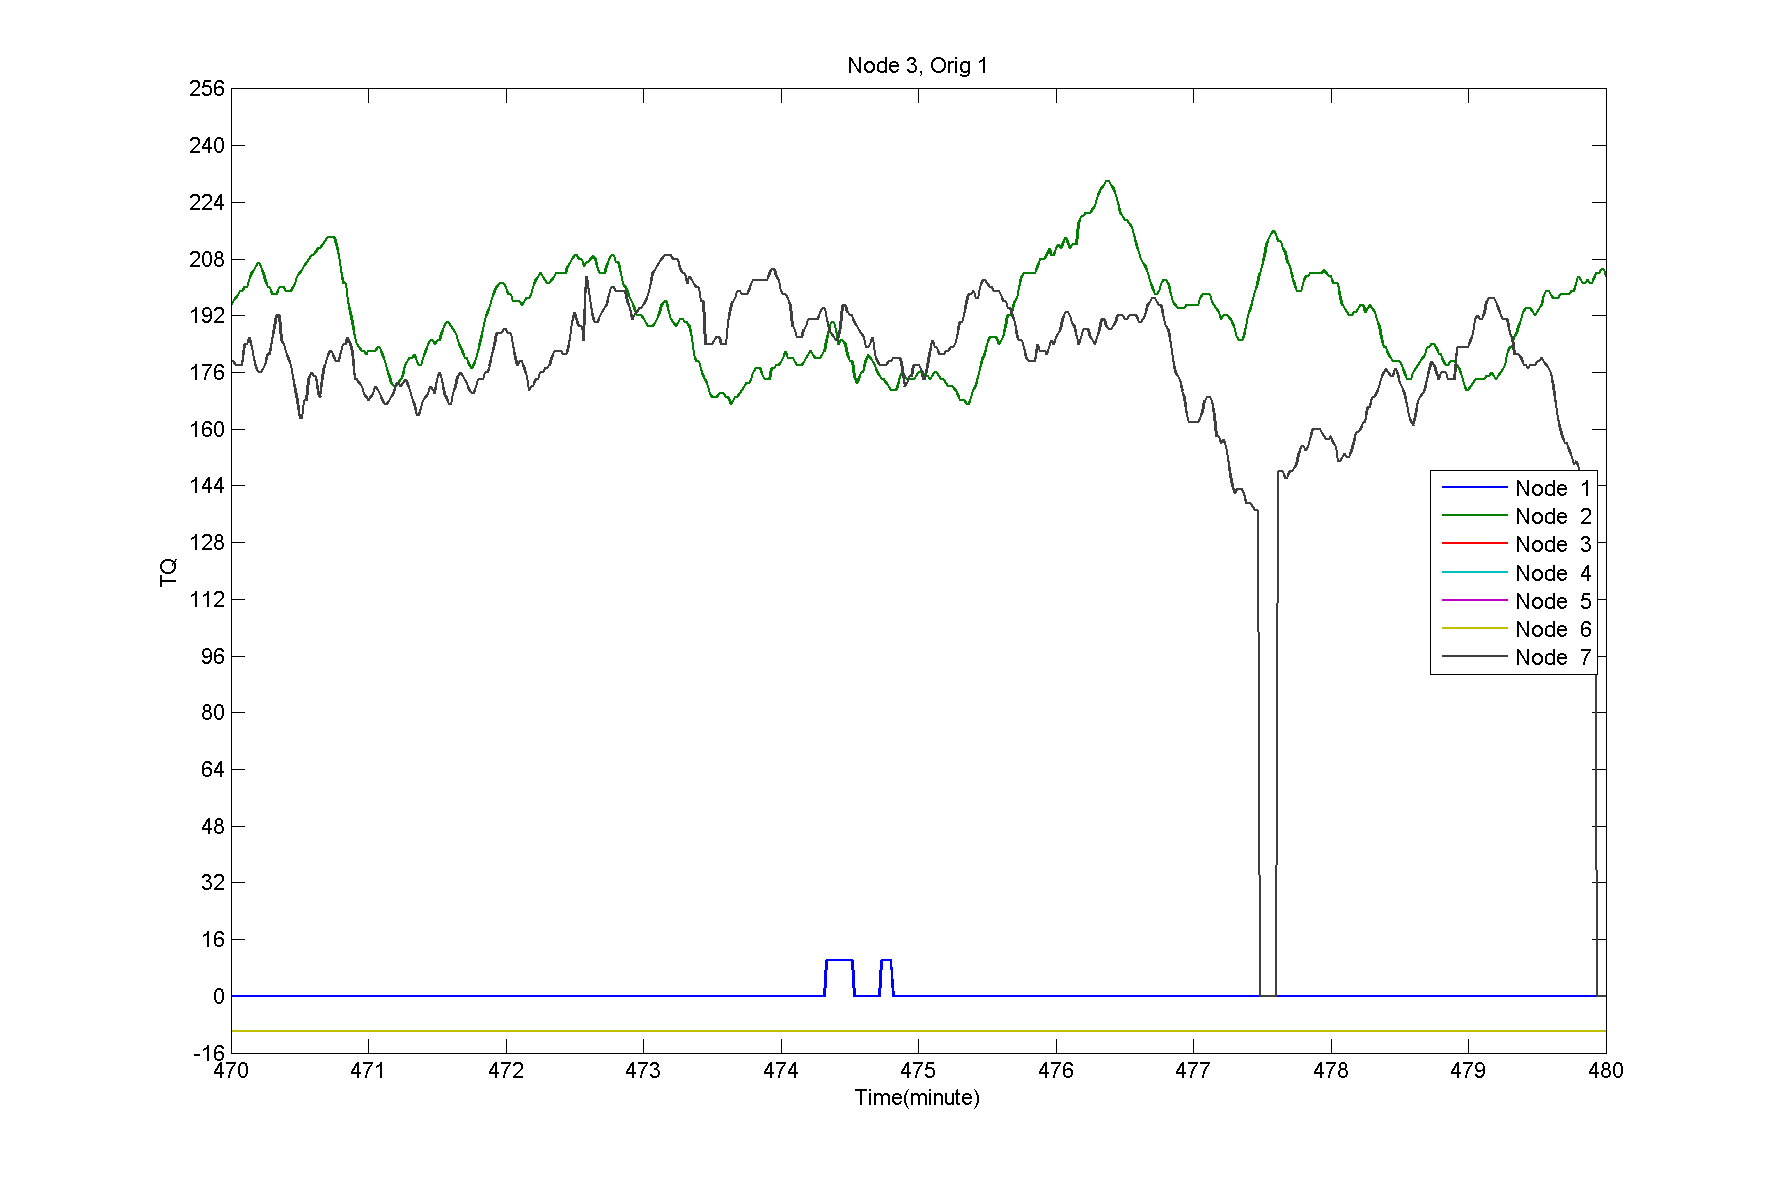 Node 3, Orig 1
256
240
224
208
192
176
160
144
128
112
96
80
64
48
32
16
0
-16
TQ
Node 1
Node 2
Node 3
Node 4
Node 5
Node 6
Node 7
470 471 472 473 474 475 476 477 478 479 480
Time(minute)